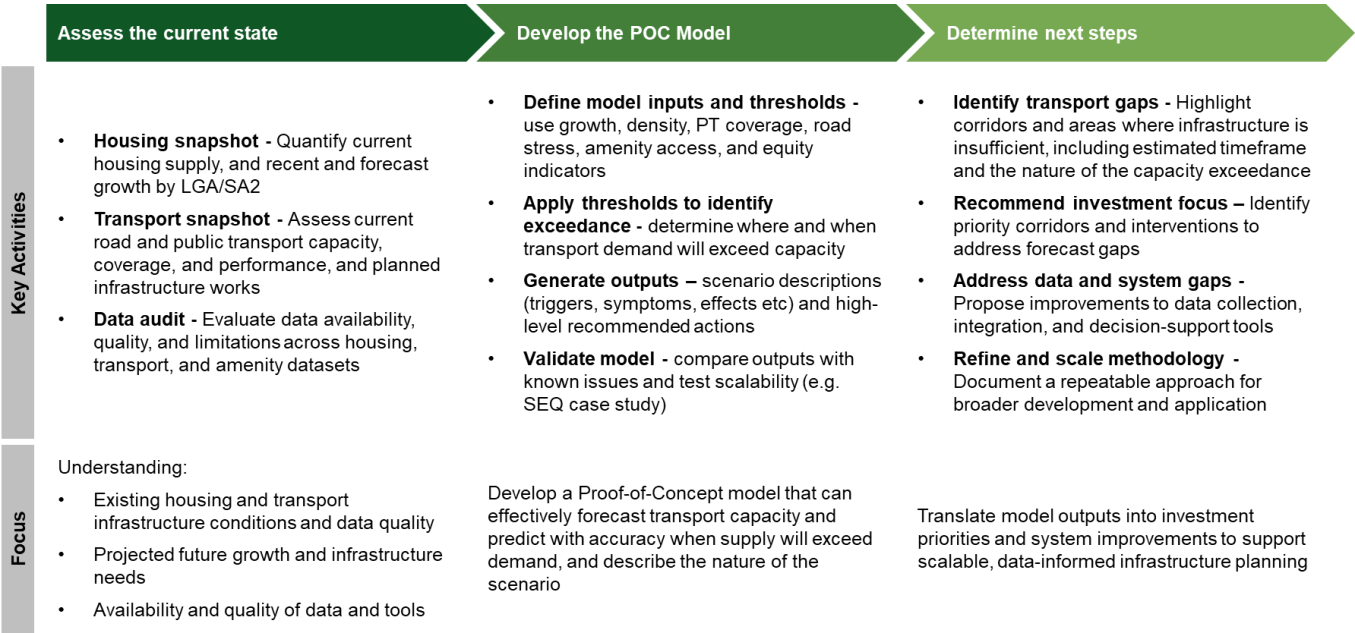 Assess the current state
Develop the POC Model
Determine next steps
Key Activities
• Housing snapshot - Quantify current
housing supply, and recent and forecast
growth by LGA/SA2
• Transport snapshot - Assess current
road and public transport capacity,
coverage, and performance, and planned
infrastructure works
• Data audit - Evaluate data availability,
quality, and limitations across housing,
transport, and amenity datasets
• Define model inputs and thresholds -
use growth, density, PT coverage, road
stress, amenity access, and equity
indicators
• Apply thresholds to identify
exceedance - determine where and when
transport demand will exceed capacity
• Generate outputs – scenario descriptions
(triggers, symptoms, effects etc) and high-
level recommended actions
• Validate model - compare outputs with
known issues and test scalability (e.g.
SEQ case study)
• Identify transport gaps - Highlight
corridors and areas where infrastructure is
insufficient, including estimated timeframe
and the nature of the capacity exceedance
• Recommend investment focus – Identify
priority corridors and interventions to
address forecast gaps
• Address data and system gaps -
Propose improvements to data collection,
integration, and decision-support tools
• Refine and scale methodology -
Document a repeatable approach for
broader development and application
Focus
Understanding:
• Existing housing and transport
infrastructure conditions and data quality
• Projected future growth and infrastructure
needs
• Availability and quality of data and tools
Develop a Proof-of-Concept model that can
effectively forecast transport capacity and
predict with accuracy when supply will exceed
demand, and describe the nature of the
scenario
Translate model outputs into investment
priorities and system improvements to support
scalable, data-informed infrastructure planning